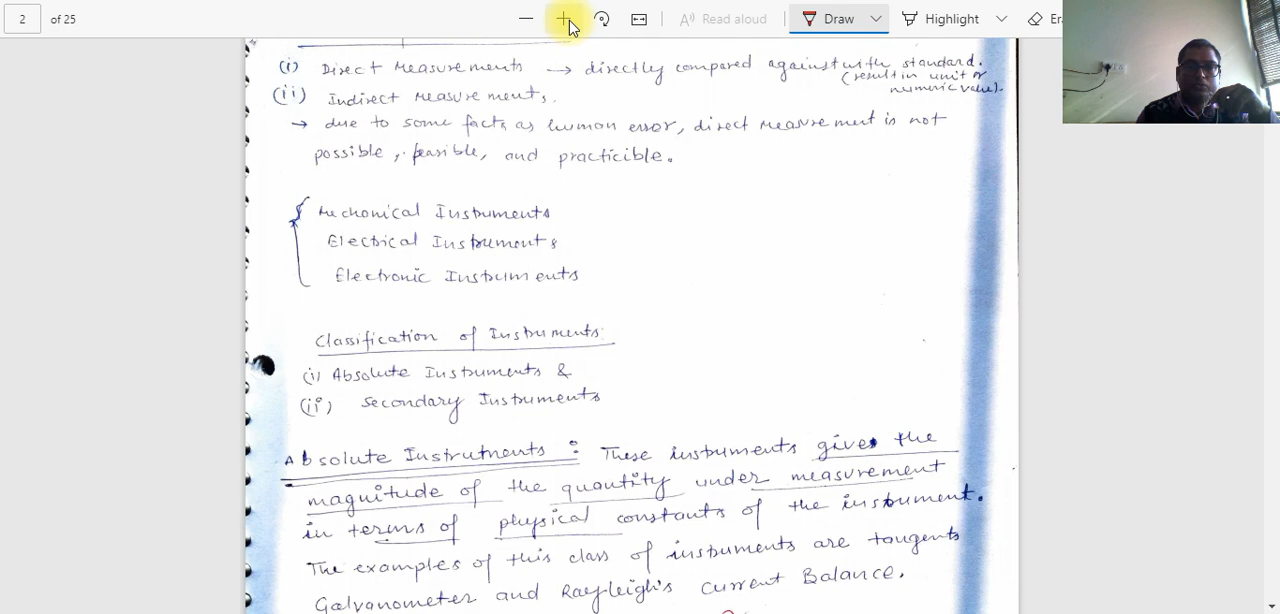 2 of 25
Read aloud
Draw
Highlight
(i) Direct Measurements → directly compared against with standard.
(result in unit or
numeric value).
(ii) Indirect Measurements.
→ due to some facts as human error, direct measurement is not
possible, feasible, and practicible.
Mechanical Instruments
Electrical Instruments
Electronic Instruments
Classification of Instruments:
(i) Absolute Instruments &
(ii) Secondary Instruments
Absolute Instrutments : These instruments gives the
magnitude of the quantity under measurement
in terms of physical constants of the instrument.
The examples of this class of instruments are tangents
Galvanometer and Rayleigh's Current Balance.